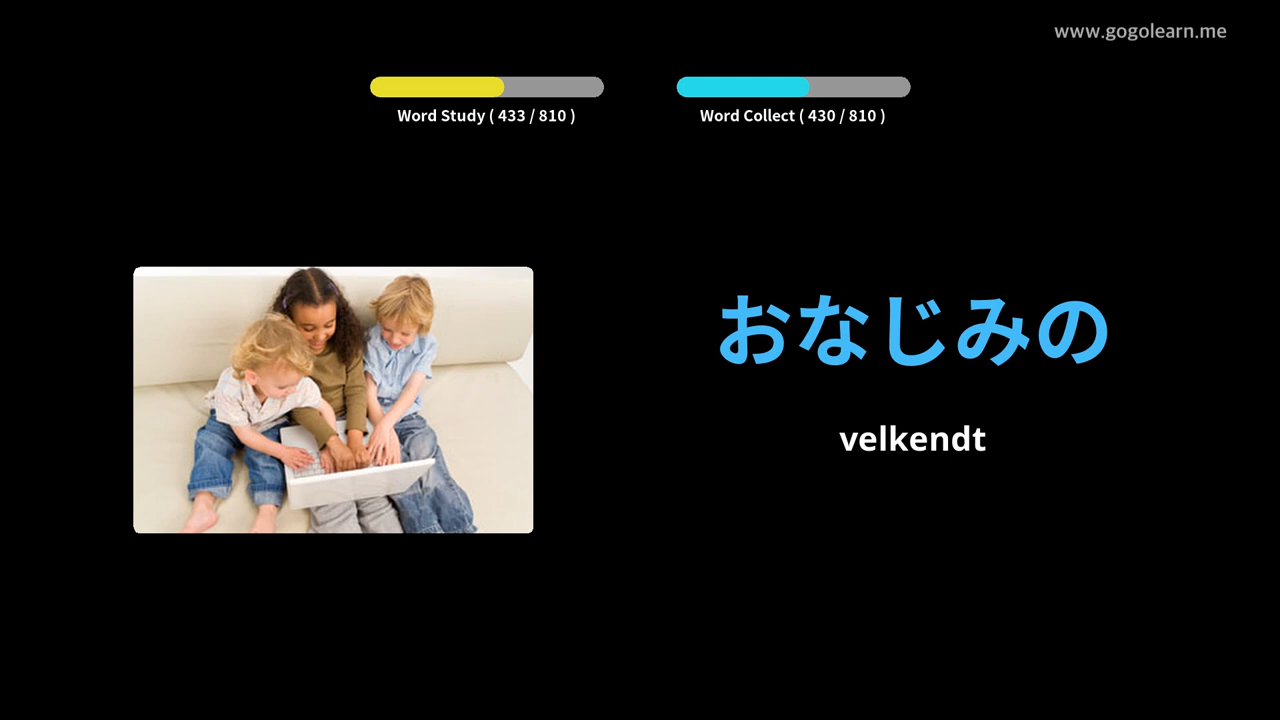 www.gogolearn.me
Word Study ( 433 / 810 )
Word Collect ( 430 / 810 )
おなじみの
velkendt